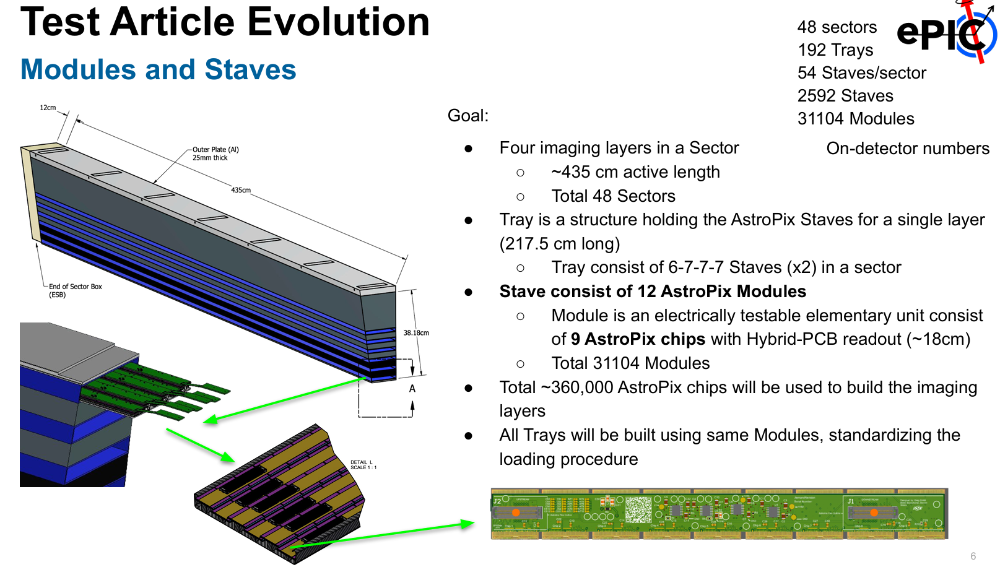 Test Article Evolution
Modules and Staves
ePIC
48 sectors
192 Trays
54 Staves/sector
2592 Staves
31104 Modules
On-detector numbers
12cm
Outer Plate (Al)
25mm thick
435cm
End of Sector Box
(ESB)
38.18cm
A
DETAIL L
SCALE 1 : 1
Goal:
● Four imaging layers in a Sector
○ ~435 cm active length
○ Total 48 Sectors
● Tray is a structure holding the AstroPix Staves for a single layer
(217.5 cm long)
○ Tray consist of 6-7-7-7 Staves (x2) in a sector
● Stave consist of 12 AstroPix Modules
○ Module is an electrically testable elementary unit consist
of 9 AstroPix chips with Hybrid-PCB readout (~18cm)
○ Total 31104 Modules
● Total ~360,000 AstroPix chips will be used to build the imaging
layers
● All Trays will be built using same Modules, standardizing the
loading procedure
J2
J1
6